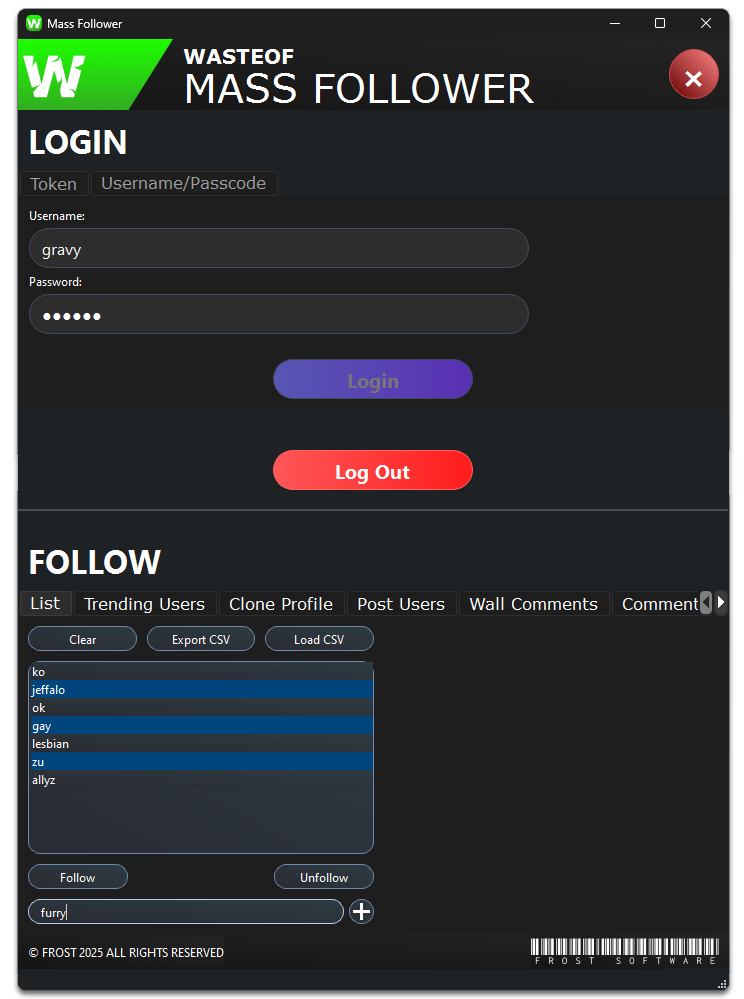 Mass Follower
W
WASTEOF
MASS FOLLOWER
LOGIN
Token Username/Passcode
Username:
gravy
Password:
●●●●●●
Login
Log Out
FOLLOW
List Trending Users Clone Profile Post Users Wall Comments Comment
Clear Export CSV Load CSV
ko
jeffalo
ok
gay
lesbian
zu
allyz
Follow Unfollow
furry
© FROST 2025 ALL RIGHTS RESERVED
FROST SOFTWARE